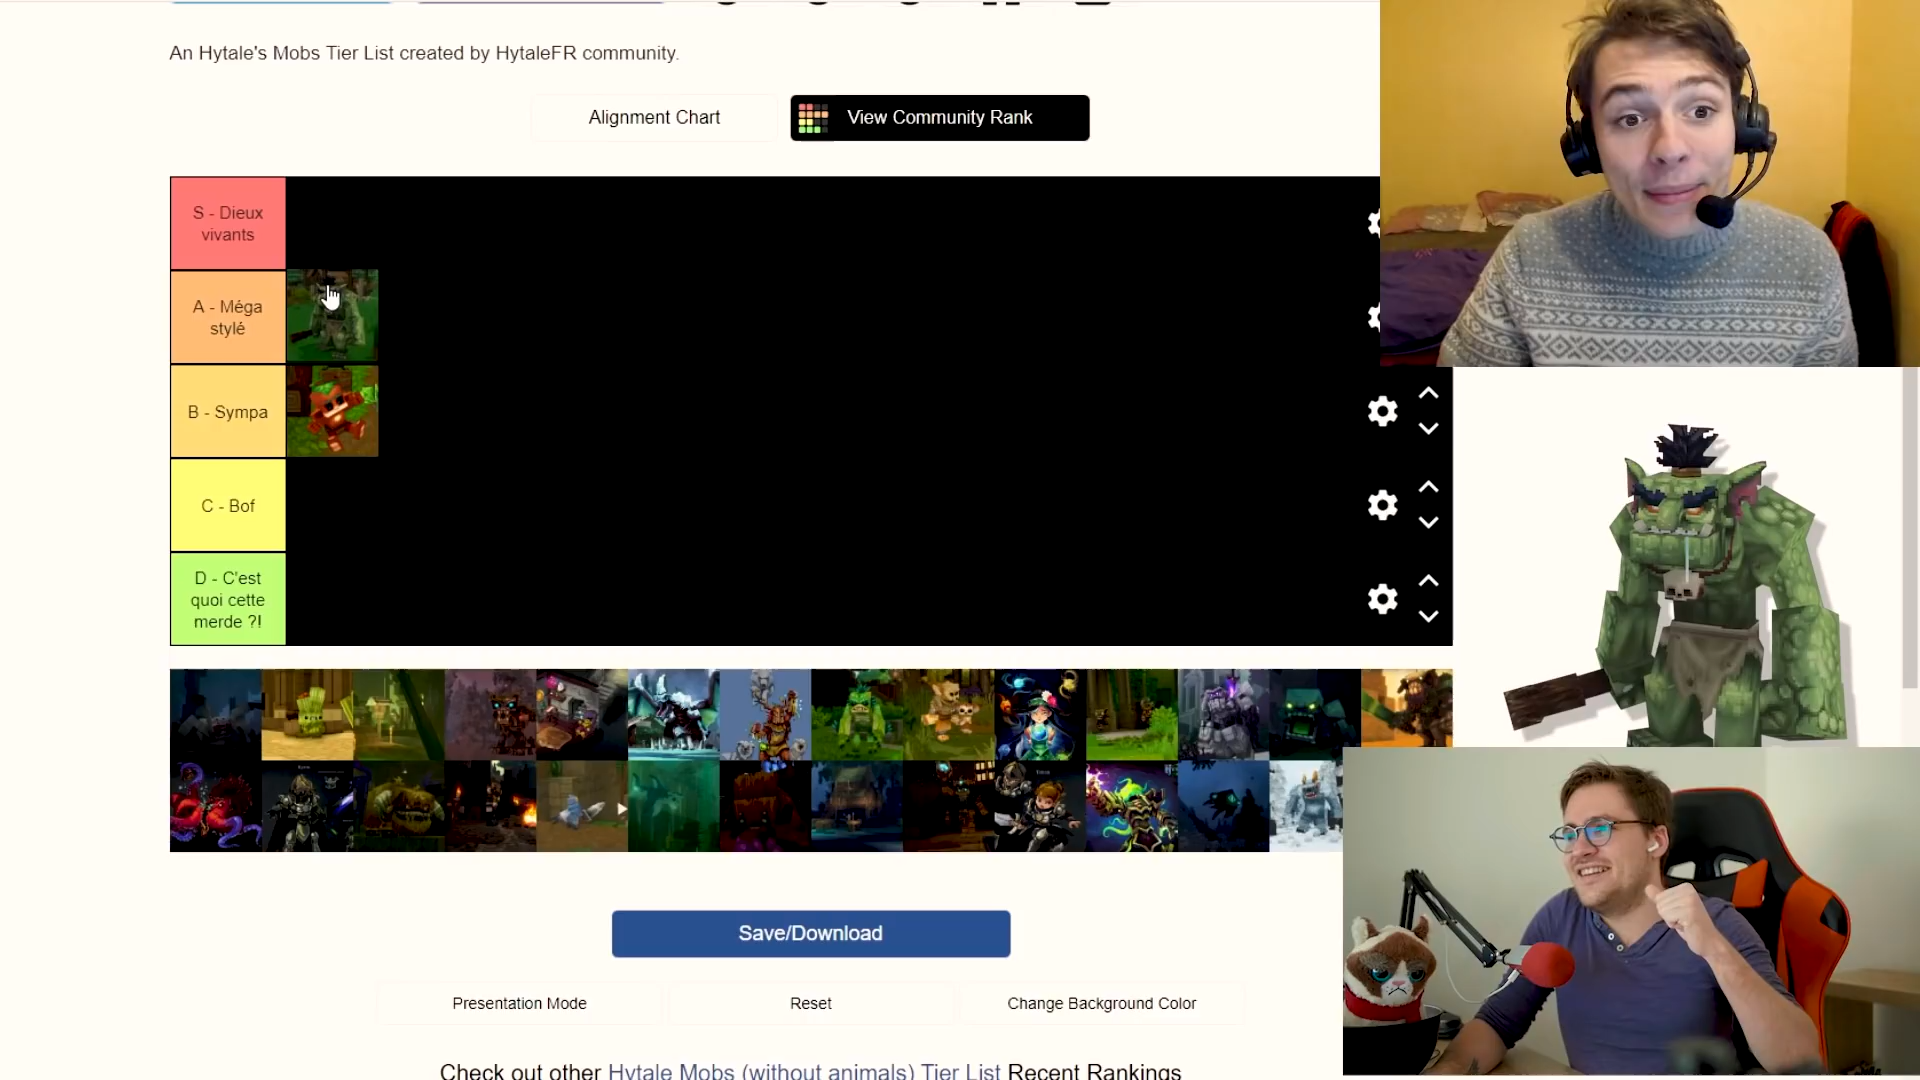 An Hytale's Mobs Tier List created by HytaleFR community.
Alignment Chart
View Community Rank
S - Dieux
vivants
A - Méga
stylé
B - Sympa
C - Bof
D - C'est
quoi cette
merde ?!
Save/Download
Presentation Mode
Reset
Change Background Color
Check out other Hytale Mobs (without animals) Tier List Recent Rankings